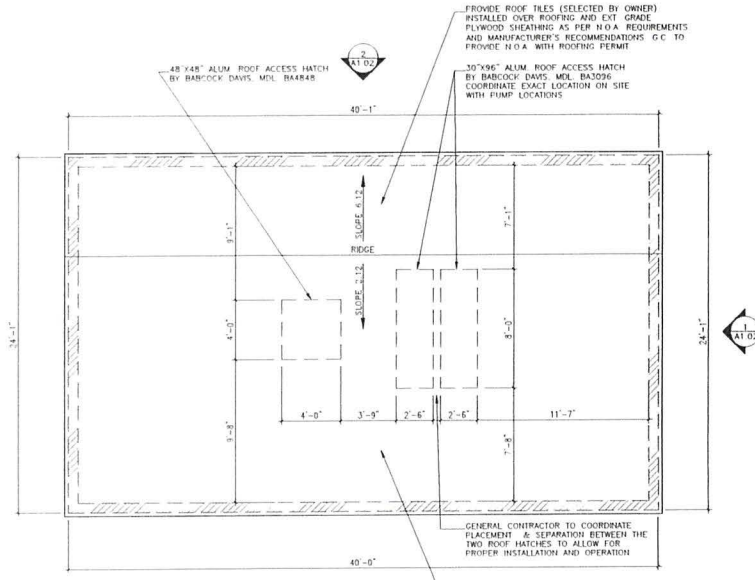 PROVIDE ROOF TILES (SELECTED BY OWNER)
INSTALLED OVER ROOFING AND EXT GRADE
PLYWOOD SHEATHING AS PER N O A REQUIREMENTS
AND MANUFACTURER'S RECOMMENDATIONS G C TO
PROVIDE N O A WITH ROOFING PERMIT
48"X48" ALUM. ROOF ACCESS HATCH
BY BABCOCK DAVIS, MDL. BA4848
2
A1.02
30"X96" ALUM. ROOF ACCESS HATCH
BY BABCOCK DAVIS, MDL. BA3096
COORDINATE EXACT LOCATION ON SITE
WITH PUMP LOCATIONS
40'-1"
9'-1"
SLOPE 6:12
7'-1"
RIDGE
24'-1"
4'-0"
SLOPE
8'-0"
24'-1"
1
A1.02
4'-0"
3'-9"
2'-6"
2'-6"
11'-7"
9'-8"
7'-8"
GENERAL CONTRACTOR TO COORDINATE
PLACEMENT & SEPARATION BETWEEN THE
TWO ROOF HATCHES TO ALLOW FOR
PROPER INSTALLATION AND OPERATION
40'-0"